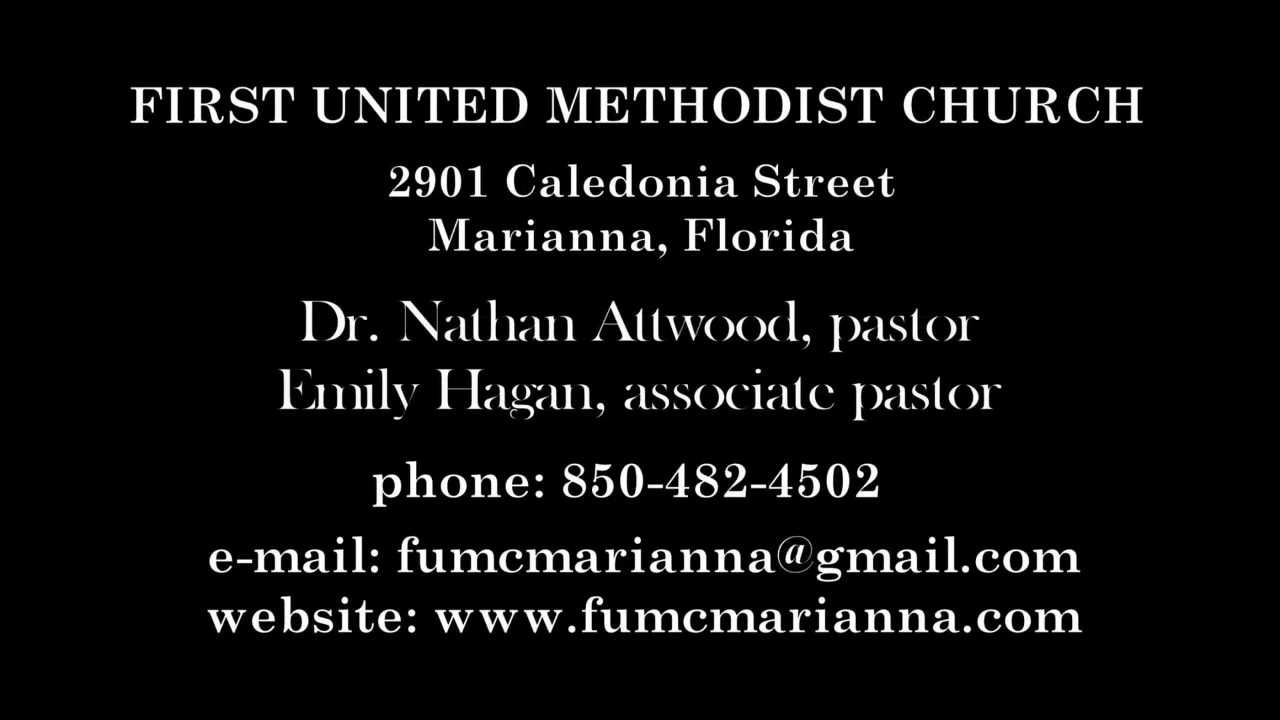 FIRST UNITED METHODIST CHURCH
2901 Caledonia Street
Marianna, Florida
Dr. Nathan Attwood, pastor
Emily Hagan, associate pastor
phone: 850-482-4502
e-mail: fumcmarianna@gmail.com
website: www.fumcmarianna.com